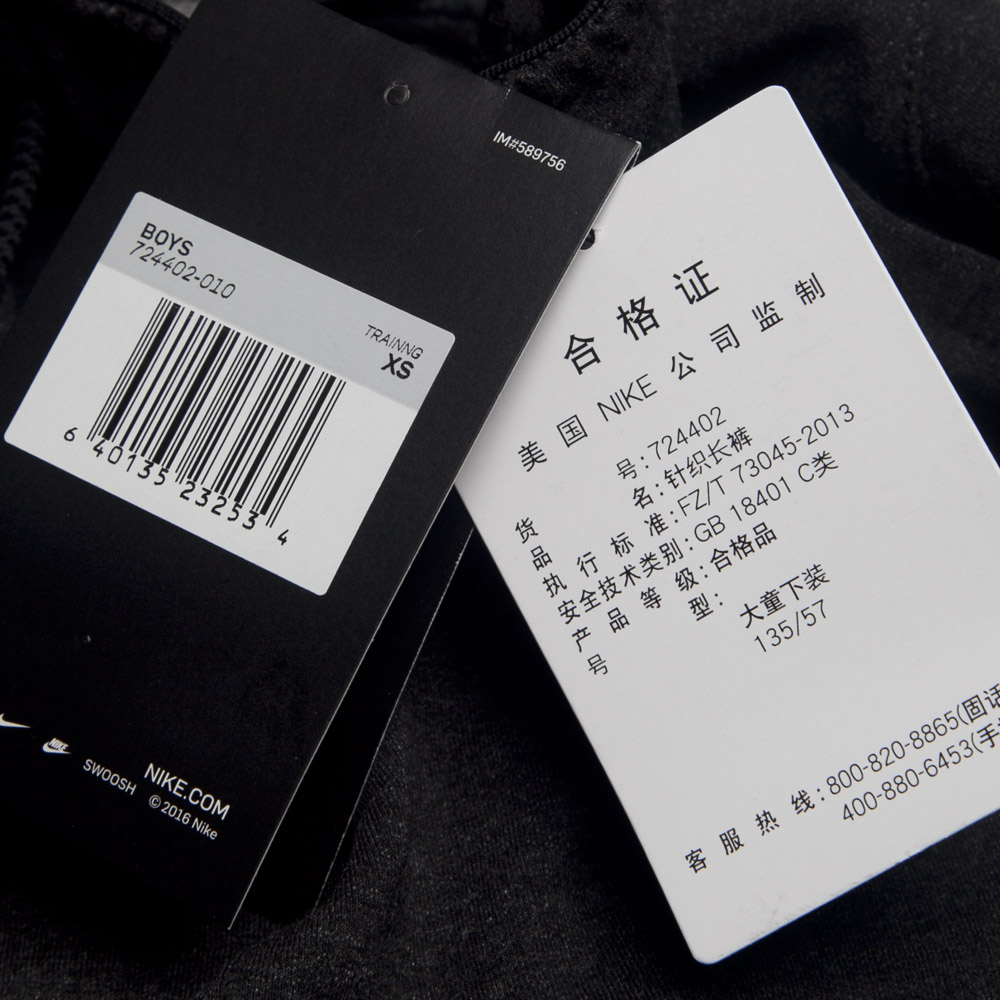 IM#589756
BOYS
724402-010
TRAINNG
XS
6 40135 23253 4
NIKE
SWOOSH
NIKE.COM
©2016 Nike
合格证
美国 NIKE 公司监制
货号：724402
品名：针织长裤
执行标准：FZ/T 73045-2013
安全技术类别：GB 18401 C类
产品等级：合格品
号型：大童下装
135/57
客服热线：800-820-8865(固话
400-880-6453(手